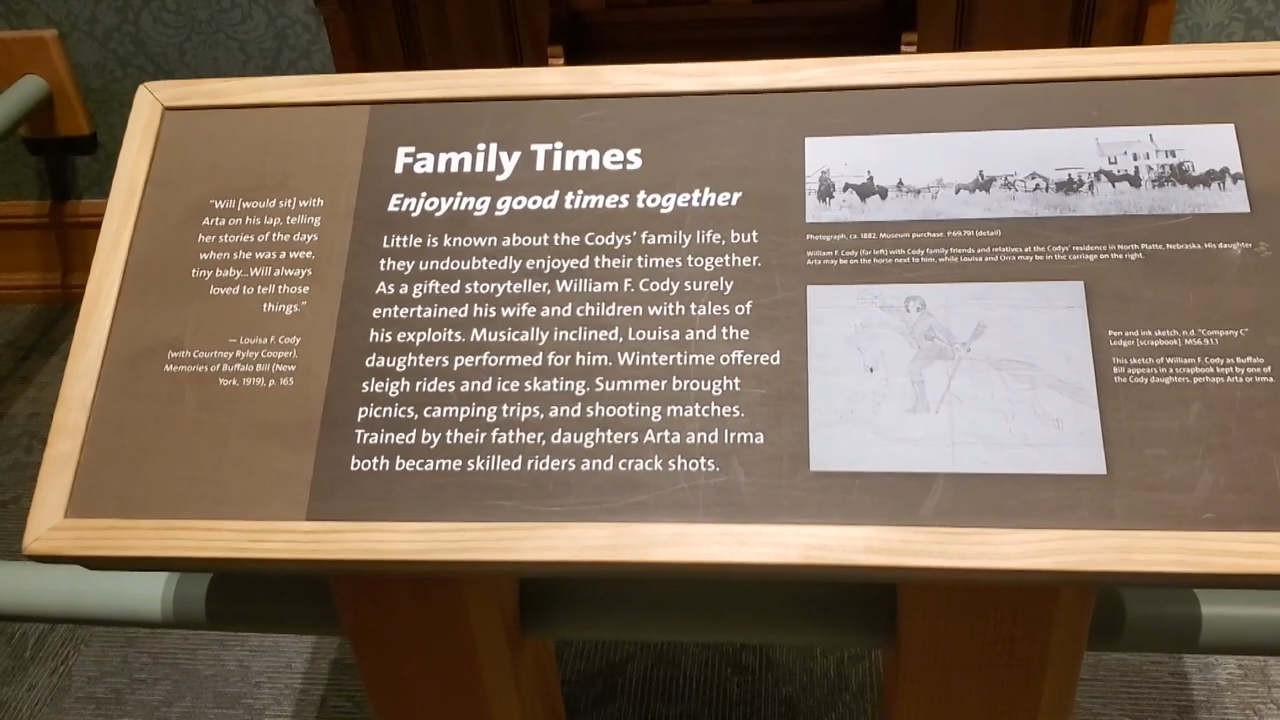 "Will [would sit] with
Arta on his lap, telling
her stories of the days
when she was a wee,
tiny baby...Will always
loved to tell those
things."
— Louisa F. Cody
(with Courtney Ryley Cooper),
Memories of Buffalo Bill (New
York, 1919), p. 165
Family Times
Enjoying good times together
Little is known about the Codys' family life, but
they undoubtedly enjoyed their times together.
As a gifted storyteller, William F. Cody surely
entertained his wife and children with tales of
his exploits. Musically inclined, Louisa and the
daughters performed for him. Wintertime offered
sleigh rides and ice skating. Summer brought
picnics, camping trips, and shooting matches.
Trained by their father, daughters Arta and Irma
both became skilled riders and crack shots.
Photograph, ca. 1882. Museum purchase. P.69.791 (detail)
William F. Cody (far left) with Cody family friends and relatives at the Codys' residence in North Platte, Nebraska. His daughter
Arta may be on the horse next to him, while Louisa and Orra may be in the carriage on the right.
Pen and ink sketch, n.d. "Company C"
Ledger [scrapbook]. MS6.9.1.1
This sketch of William F. Cody as Buffalo
Bill appears in a scrapbook kept by one of
the Cody daughters, perhaps Arta or Irma.